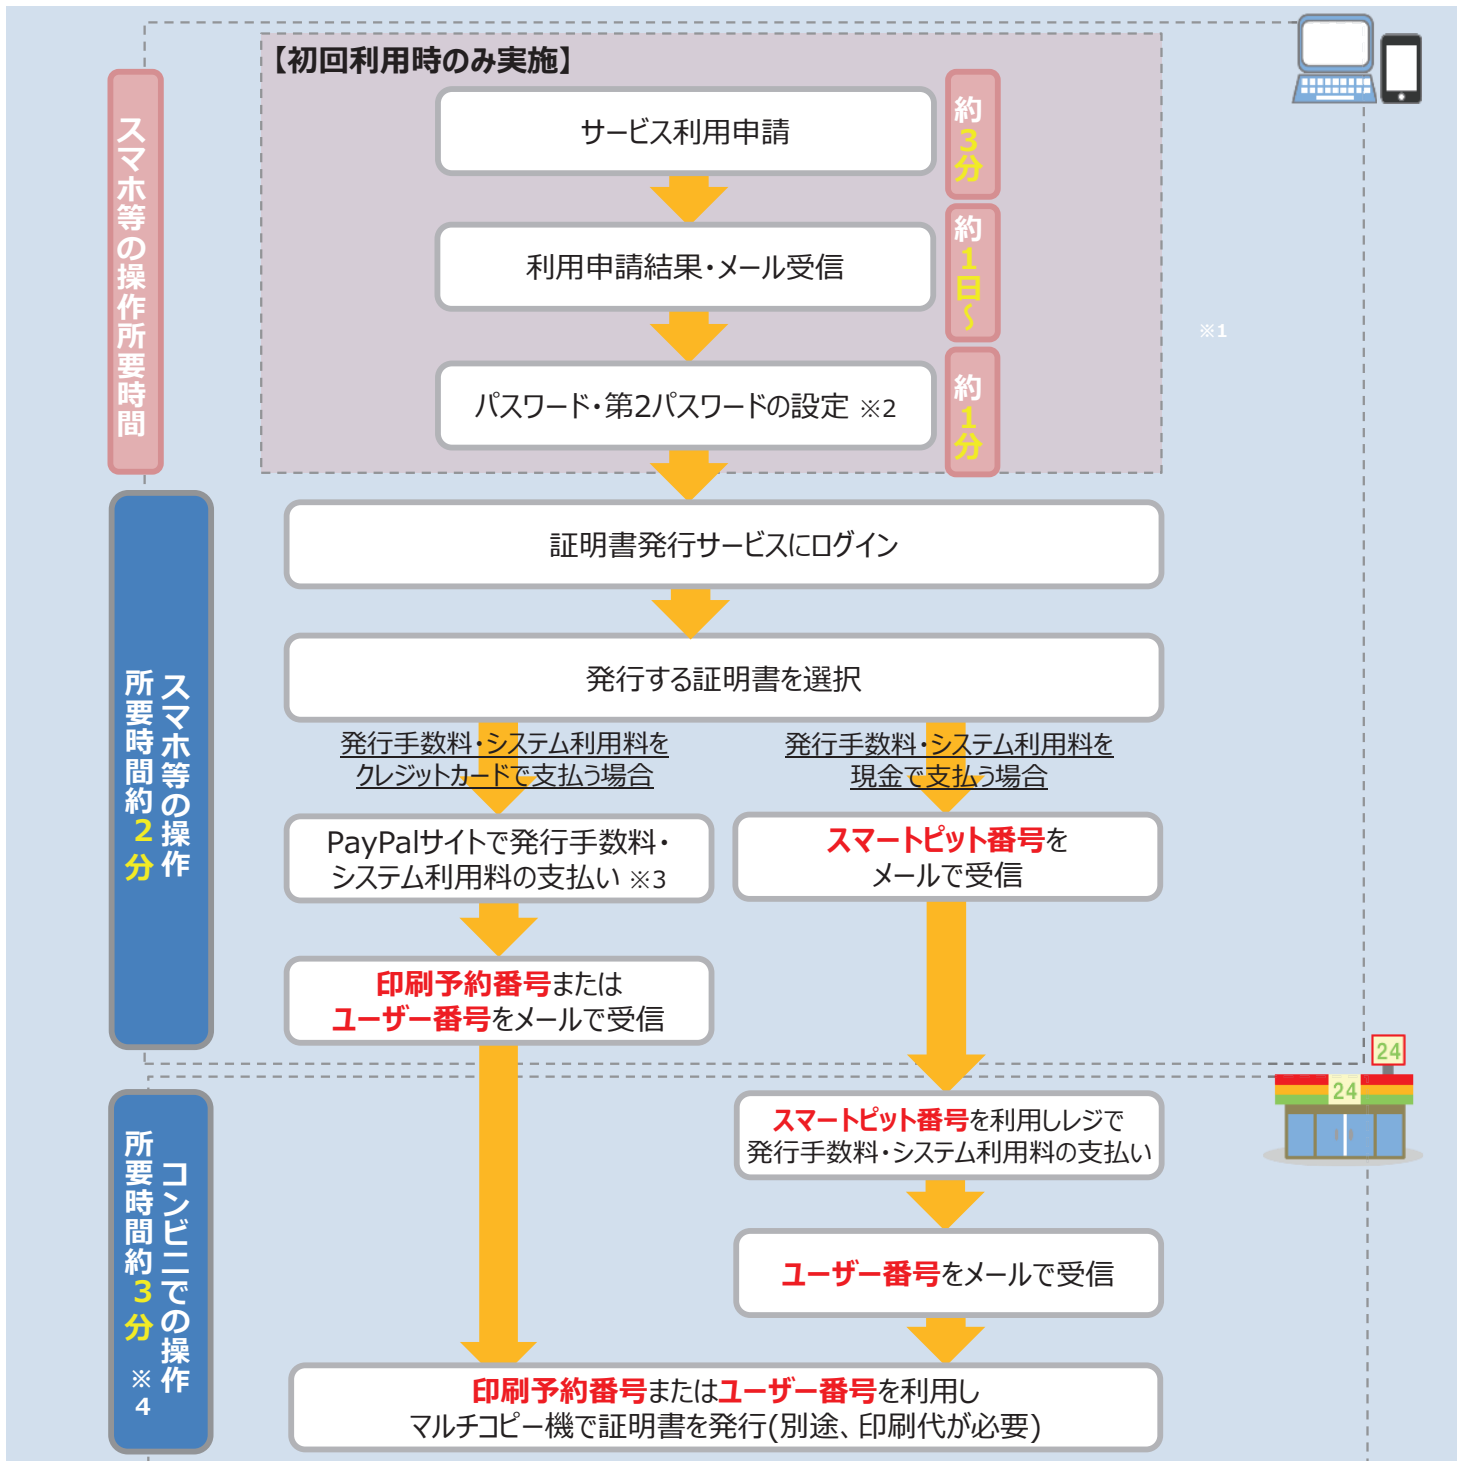 【初回利用時のみ実施】
スマホ等の操作所要時間
サービス利用申請
約3分
利用申請結果・メール受信
約1日~
※1
パスワード・第2パスワードの設定 ※2
約1分
スマホ等の操作
所要時間約2分
証明書発行サービスにログイン
発行する証明書を選択
発行手数料・システム利用料を
クレジットカードで支払う場合
発行手数料・システム利用料を
現金で支払う場合
PayPalサイトで発行手数料・
システム利用料の支払い ※3
スマートピット番号を
メールで受信
印刷予約番号または
ユーザー番号をメールで受信
24
24
コンビニでの操作
所要時間約3分 ※4
スマートピット番号を利用しレジで
発行手数料・システム利用料の支払い
ユーザー番号をメールで受信
印刷予約番号またはユーザー番号を利用し
マルチコピー機で証明書を発行(別途、印刷代が必要)